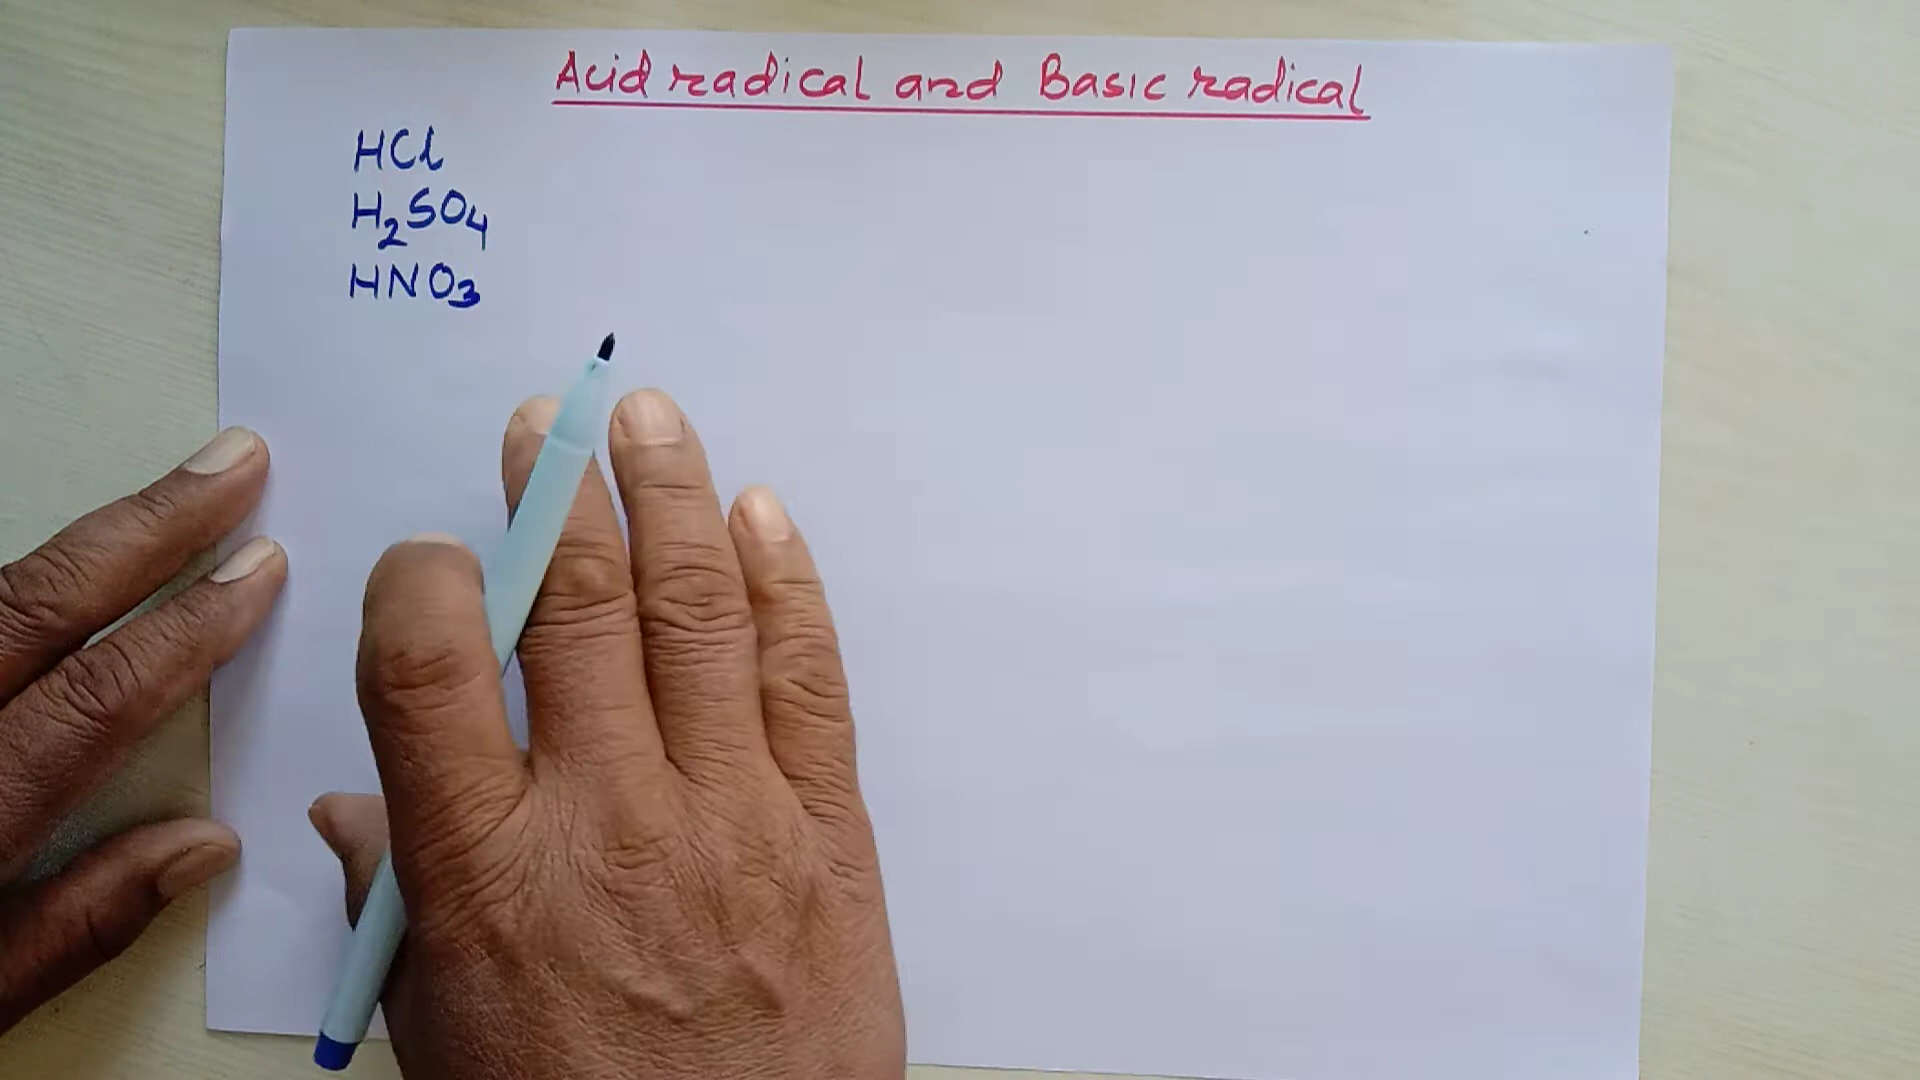 Acid radical and Basic radical
HCl
H₂SO₄
HNO₃